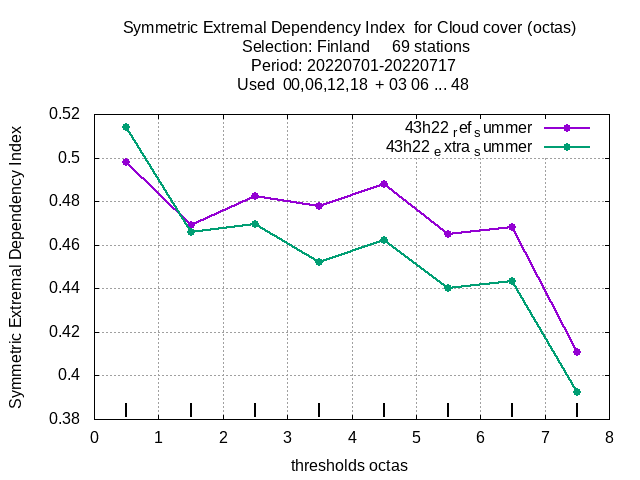 Symmetric Extremal Dependency Index  for Cloud cover (octas)
Selection: Finland     69 stations
Period: 20220701-20220717
Used  00,06,12,18  + 03 06 ... 48
43h22 ref summer
43h22 extra summer
Symmetric Extremal Dependency Index
0.52
0.5
0.48
0.46
0.44
0.42
0.4
0.38
0 1 2 3 4 5 6 7 8
thresholds octas